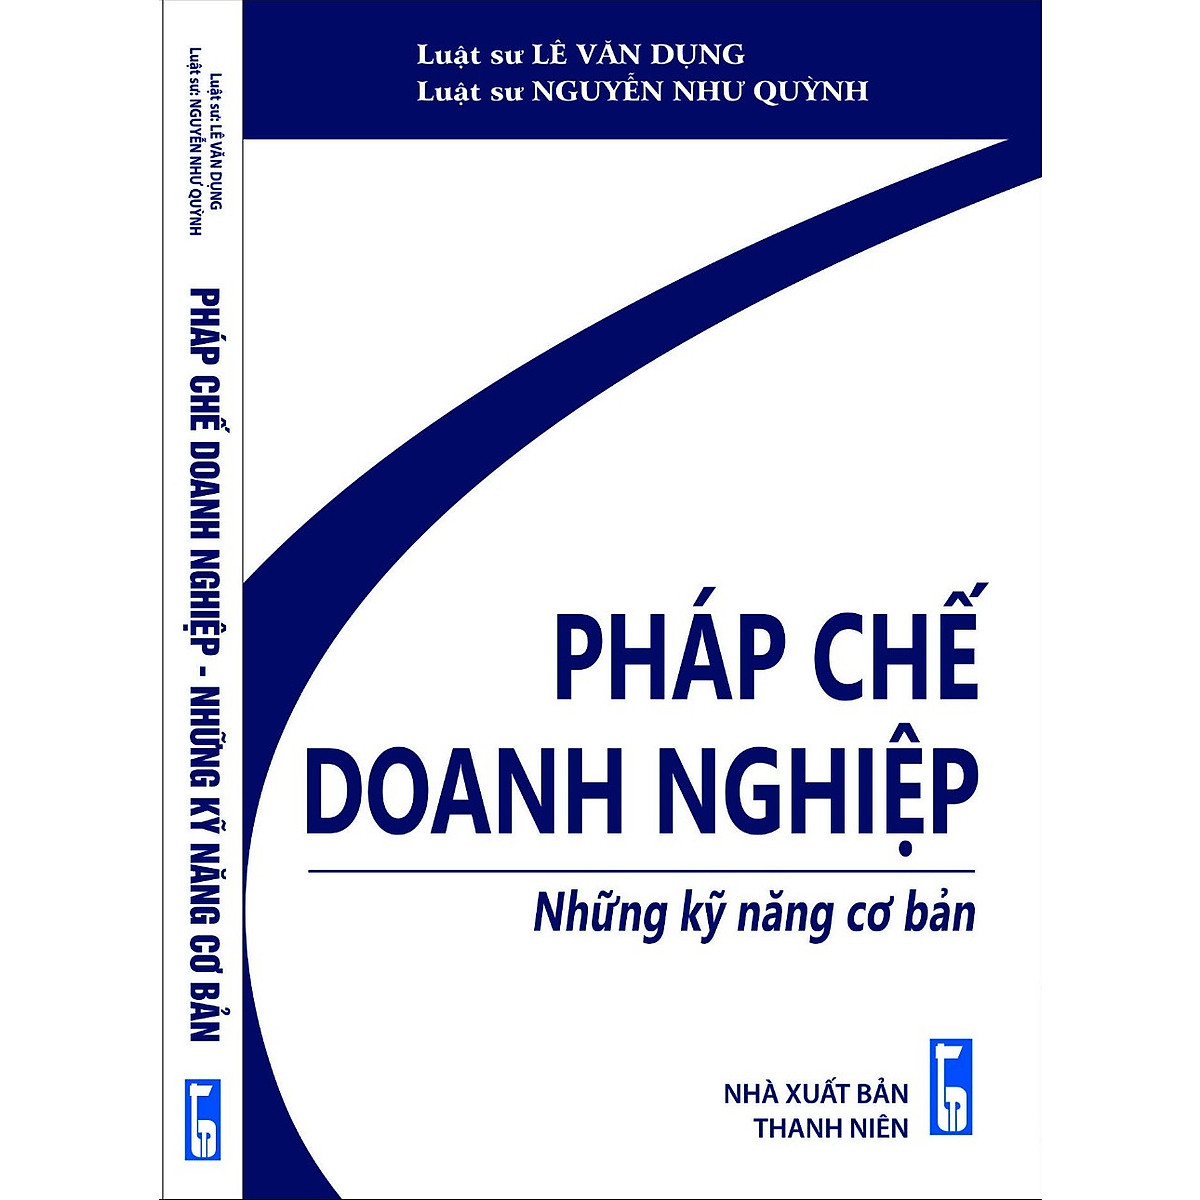 Luật sư LÊ VĂN DỤNG
Luật sư NGUYỄN NHƯ QUỲNH
PHÁP CHẾ
DOANH NGHIỆP
Những kỹ năng cơ bản
NHÀ XUẤT BẢN
THANH NIÊN
Luật sư: LÊ VĂN DỤNG
Luật sư: NGUYỄN NHƯ QUỲNH
PHÁP CHẾ DOANH NGHIỆP - NHỮNG KỸ NĂNG CƠ BẢN